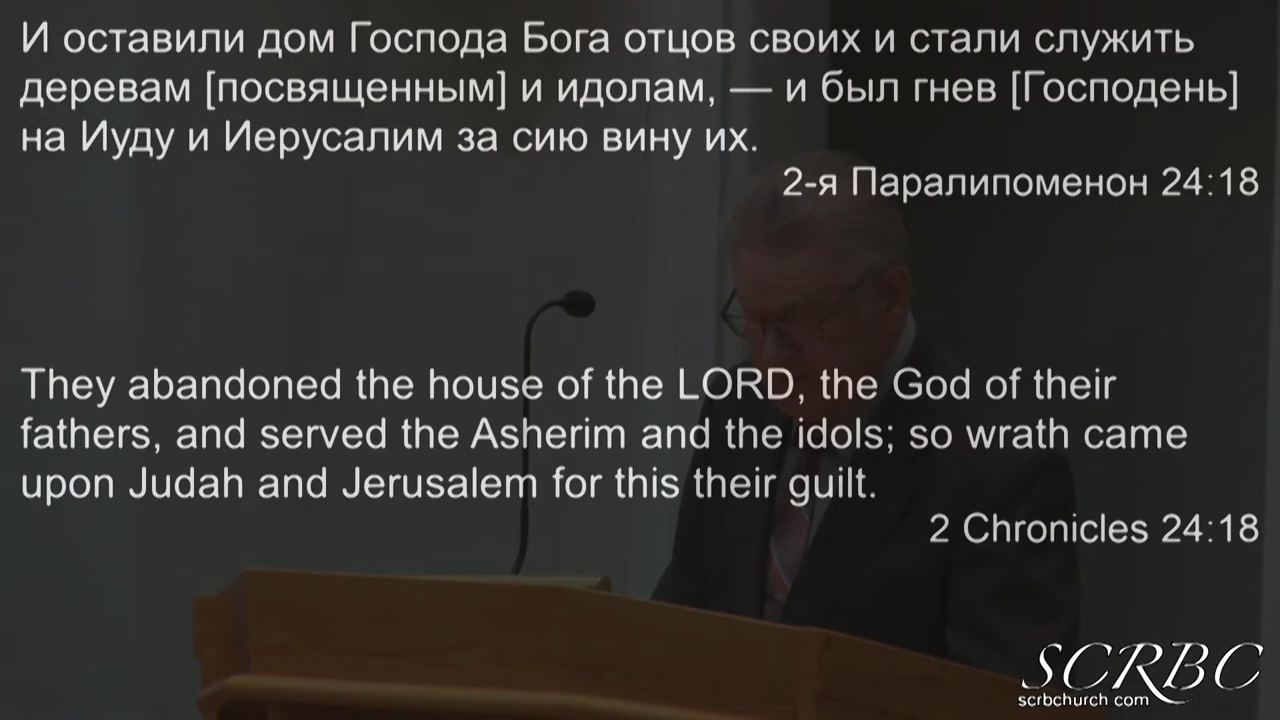 И оставили дом Господа Бога отцов своих и стали служить
деревам [посвященным] и идолам, — и был гнев [Господень]
на Иуду и Иерусалим за сию вину их.
2-я Паралипоменон 24:18
They abandoned the house of the LORD, the God of their
fathers, and served the Asherim and the idols; so wrath came
upon Judah and Jerusalem for this their guilt.
2 Chronicles 24:18
SCRBC
scrbchurch com